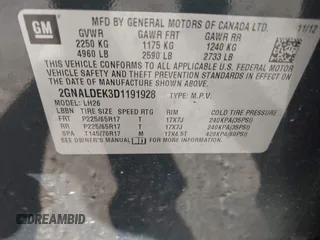 GM
MFD BY GENERAL MOTORS OF CANADA LTD.
11/12
GVWR GAWR FRT GAWR RR
2250 KG 1175 KG 1240 KG
4960 LB 2590 LB 2733 LB
THIS VEHICLE CONFORMS TO ALL APPLICABLE U.S. FEDERAL MOTOR VEHICLE SAFETY, BUMPER, AND THEFT PREVENTION STANDARDS IN EFFECT ON THE DATE OF MANUFACTURE SHOWN ABOVE.
2GNALDEK3D1191928 TYPE: M.P.V.
MODEL: LH26
TIRE SIZE SPEED RTG RIM COLD TIRE PRESSURE
FRT P225/65R17 T 17X7J 240KPA(35PSI)
RR P225/65R17 T 17X7J 240KPA(35PSI)
SPA T145/70R17 M 17X4.5T 420KPA(60PSI)
DREAMBID